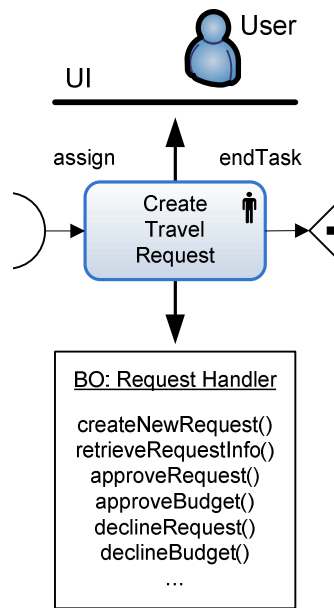 User
UI
assign
endTask
Create
Travel
Request
BO: Request Handler
createNewRequest()
retrieveRequestInfo()
approveRequest()
approveBudget()
declineRequest()
declineBudget()
...